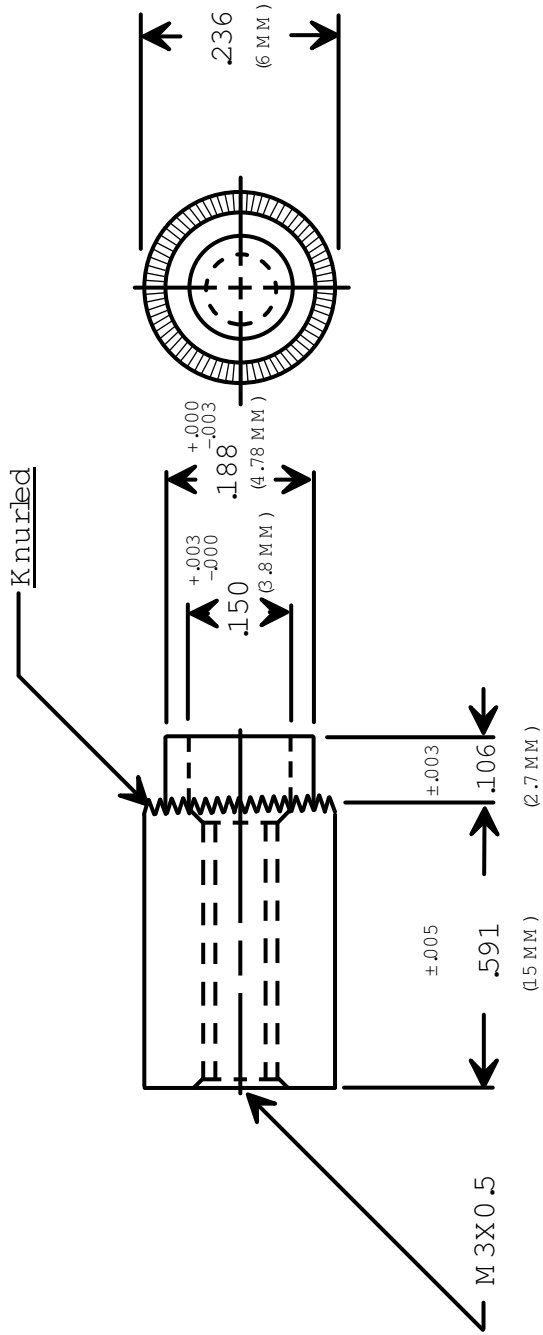 Knurled
.236
(6 MM)
+.000
-.003
.188
(4.78 MM)
+.003
-.000
.150
(3.8 MM)
±.003
.106
(2.7 MM)
±.005
.591
(15 MM)
M3X0.5